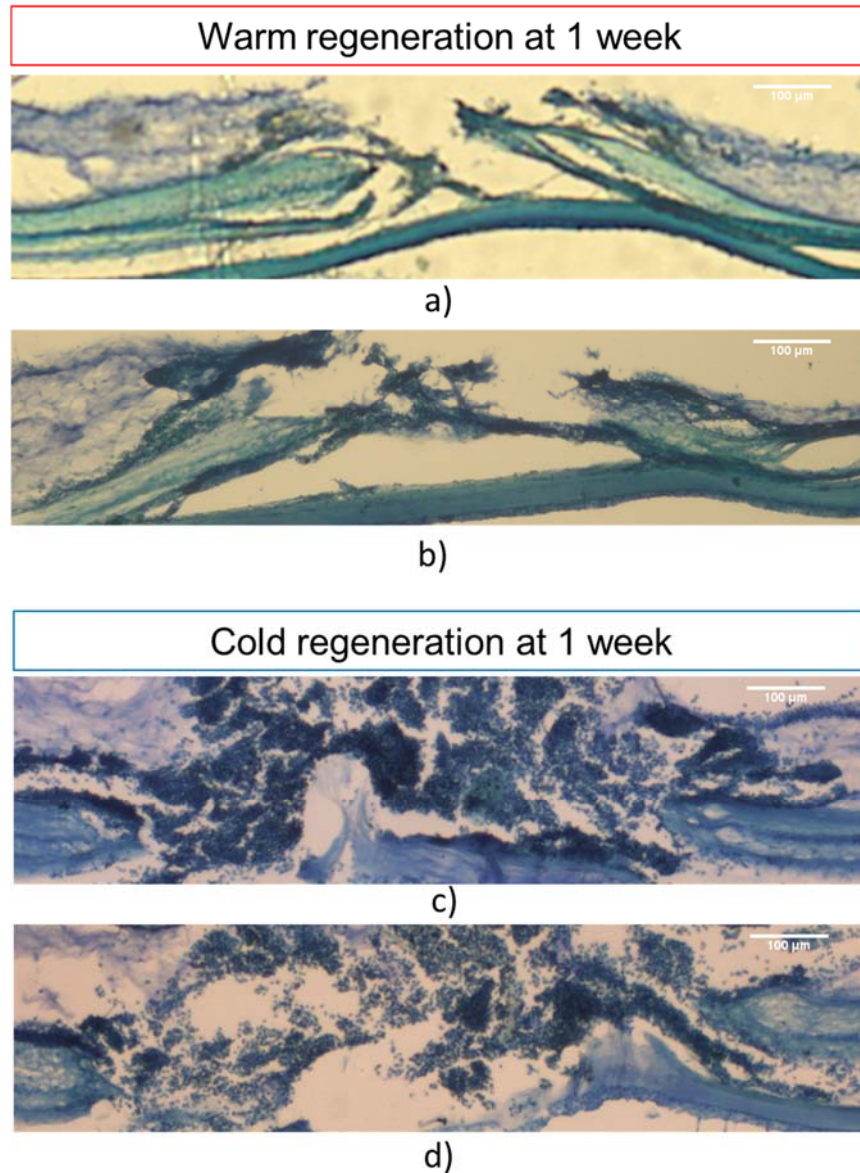 Warm regeneration at 1 week
100 µm
a)
100 µm
b)
Cold regeneration at 1 week
100 µm
c)
100 µm
d)